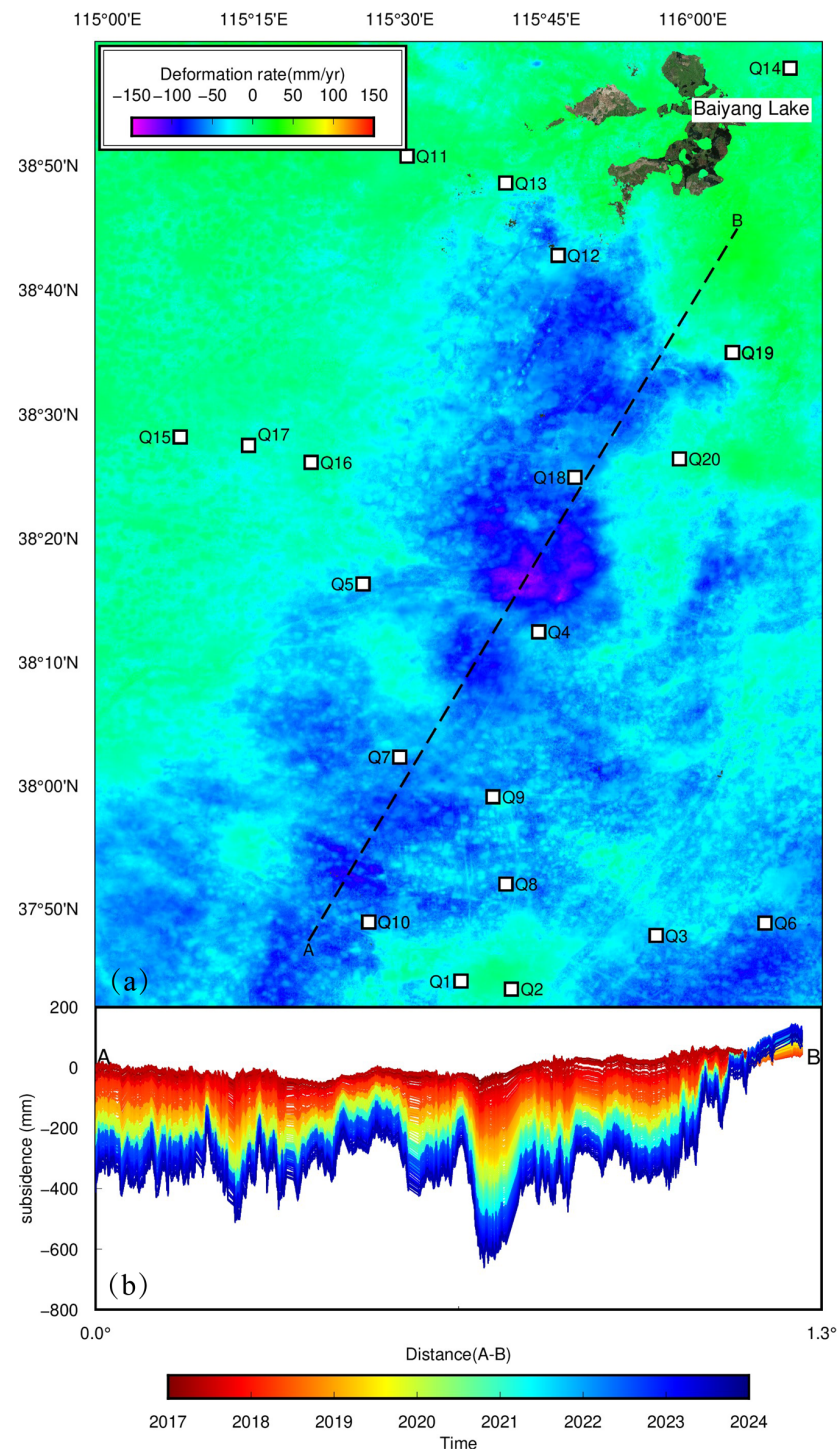 115°00'E 115°15'E 115°30'E 115°45'E 116°00'E
Deformation rate(mm/yr)
−150 −100 −50 0 50 100 150
Q14
Baiyang Lake
38°50'N
Q11
Q13
B
Q12
38°40'N
Q19
38°30'N
Q15
Q17
Q16
Q20
Q18
38°20'N
Q5
Q4
38°10'N
Q7
38°00'N
Q9
Q8
37°50'N
Q10
Q6
Q3
A
(a)
Q1
Q2
200
A
B
0
−200
−400
−600
−800
subsidence (mm)
(b)
0.0°
1.3°
Distance(A-B)
2017 2018 2019 2020 2021 2022 2023 2024
Time